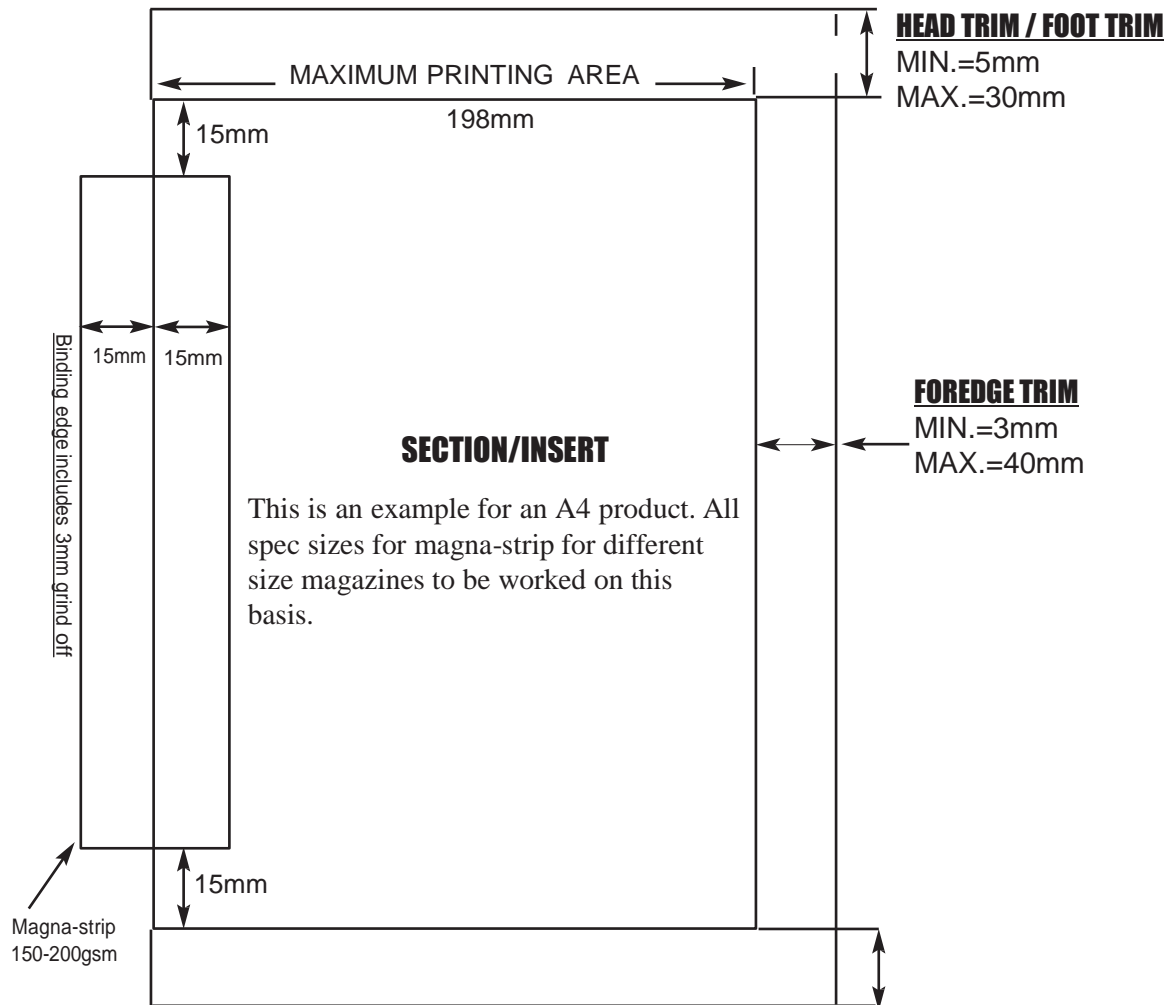 HEAD TRIM / FOOT TRIM
MIN.=5mm
MAX.=30mm
MAXIMUM PRINTING AREA
198mm
15mm
Binding edge includes 3mm grind off
15mm
15mm
FOREDGE TRIM
MIN.=3mm
MAX.=40mm
SECTION/INSERT
This is an example for an A4 product. All
spec sizes for magna-strip for different
size magazines to be worked on this
basis.
15mm
Magna-strip
150-200gsm